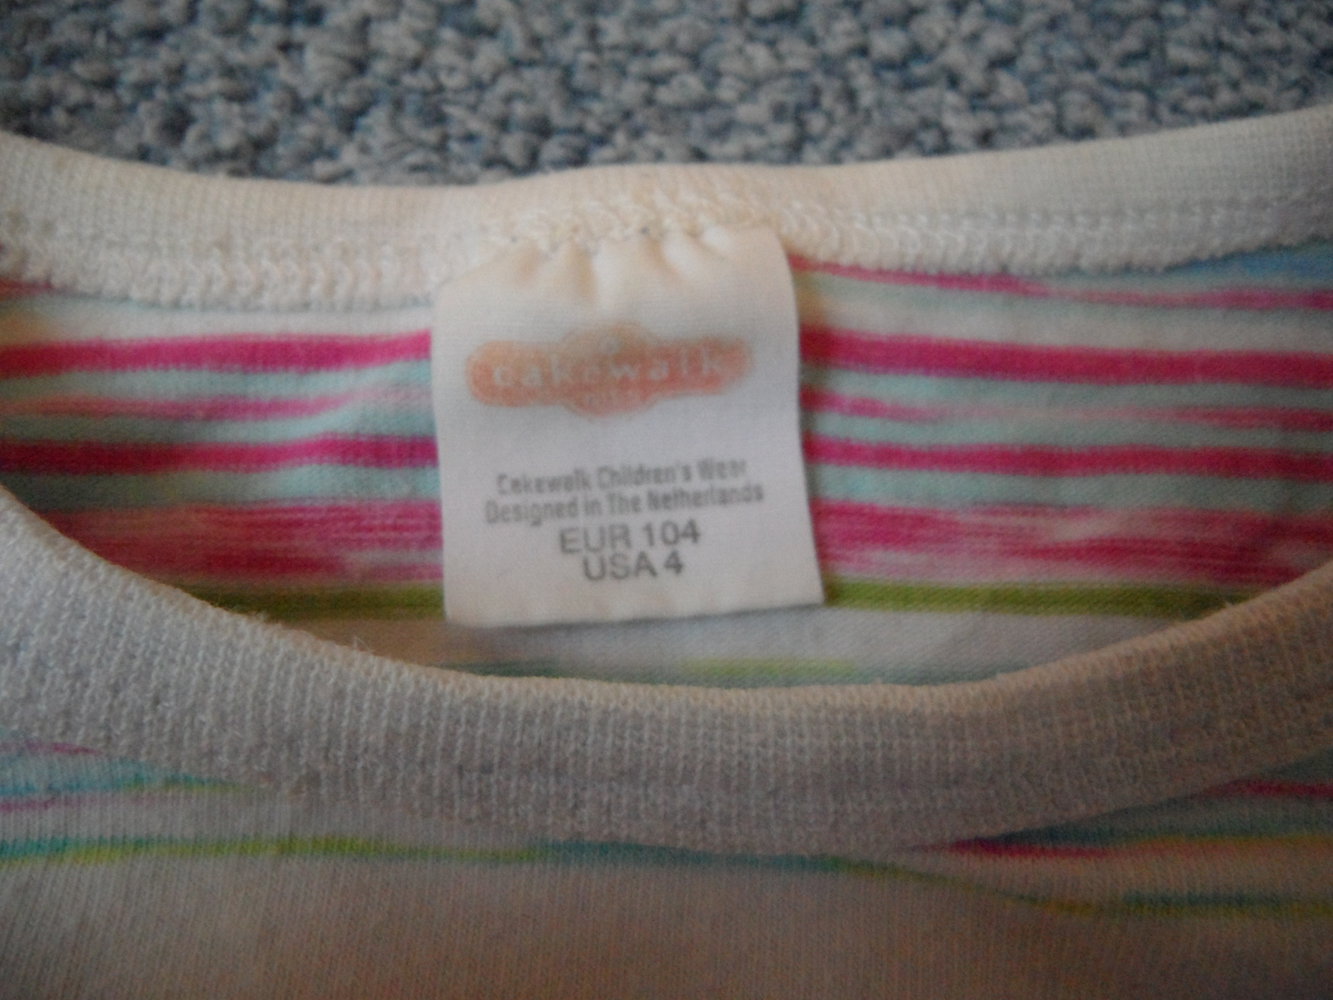 cakewalk
Cakewalk Children's Wear
Designed in The Netherlands
EUR 104
USA 4